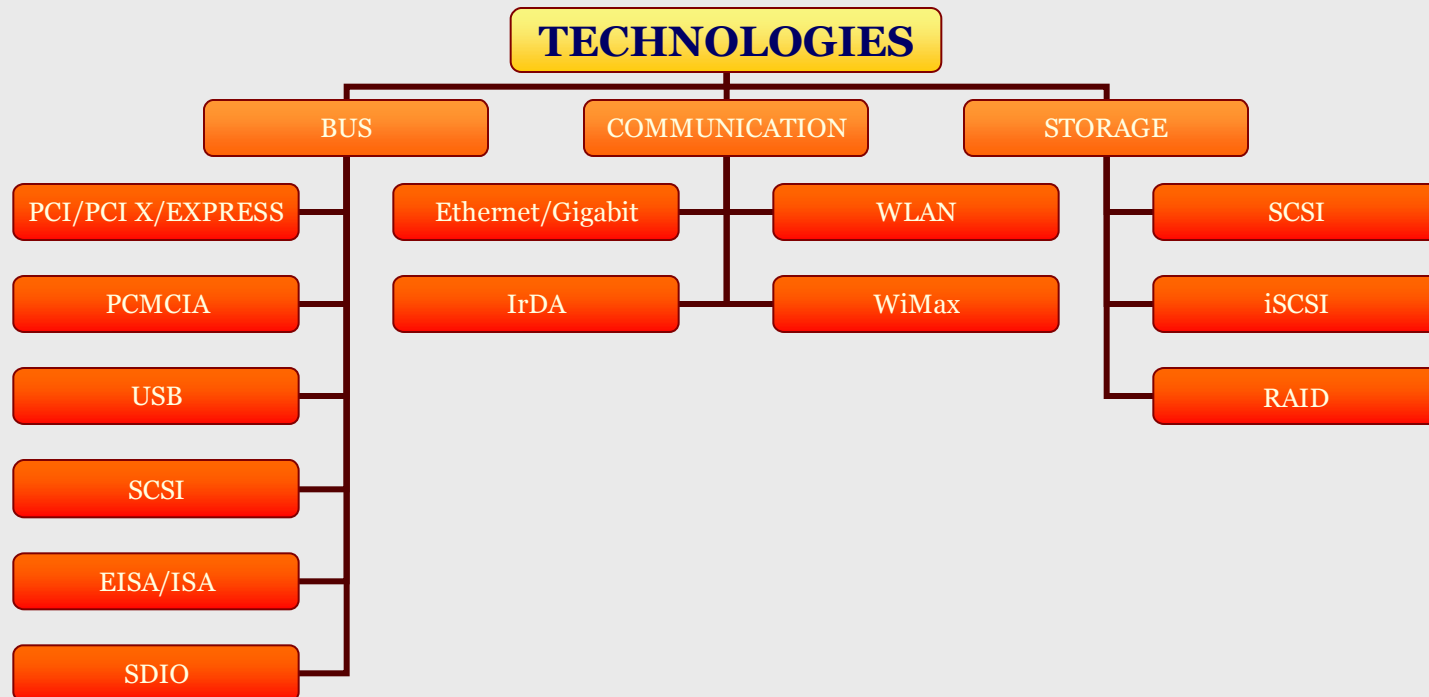 TECHNOLOGIES
BUS
COMMUNICATION
STORAGE
PCI/PCI X/EXPRESS
Ethernet/Gigabit
WLAN
SCSI
PCMCIA
IrDA
WiMax
iSCSI
USB
RAID
SCSI
EISA/ISA
SDIO